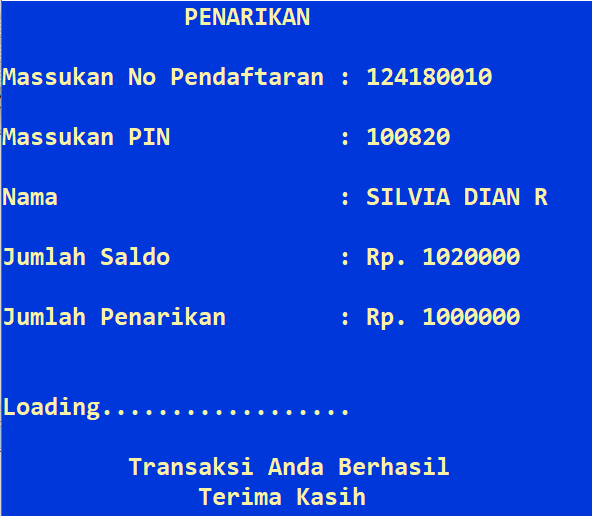 PENARIKAN
Massukan No Pendaftaran : 124180010
Massukan PIN : 100820
Nama : SILVIA DIAN R
Jumlah Saldo : Rp. 1020000
Jumlah Penarikan : Rp. 1000000
Loading..................
Transaksi Anda Berhasil
Terima Kasih